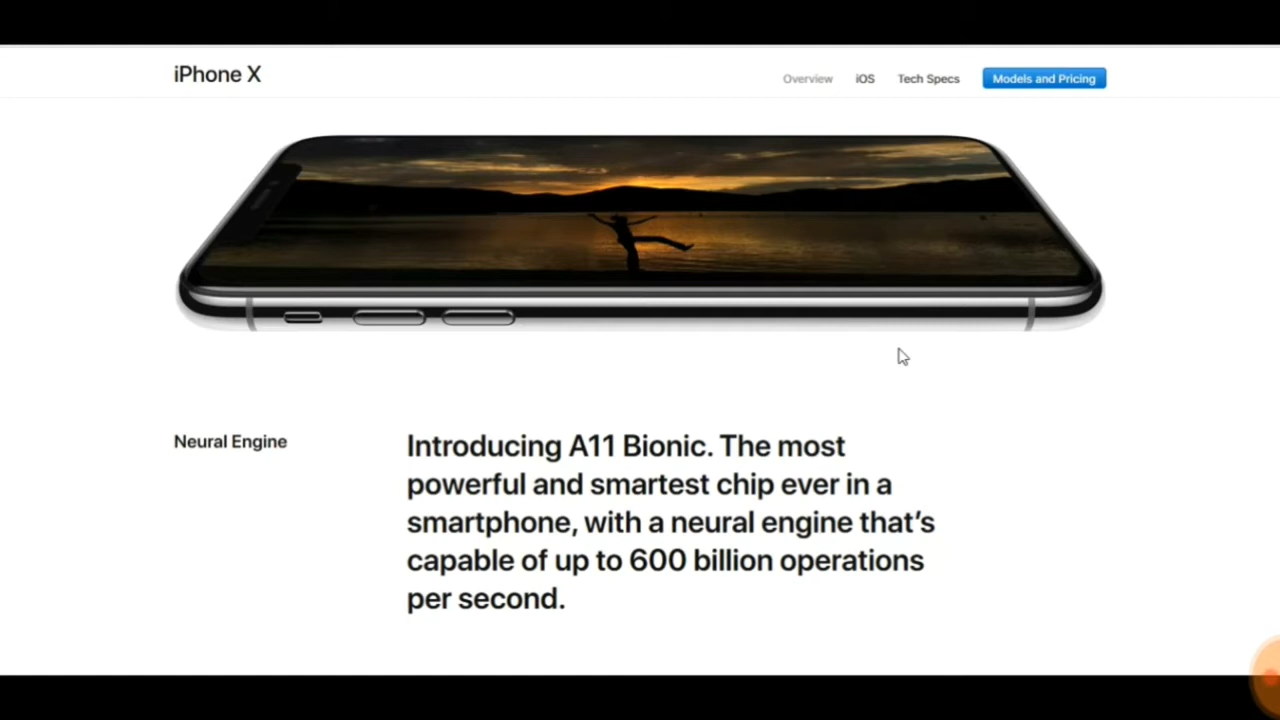 iPhone X
Overview iOS Tech Specs Models and Pricing
Neural Engine
Introducing A11 Bionic. The most
powerful and smartest chip ever in a
smartphone, with a neural engine that’s
capable of up to 600 billion operations
per second.